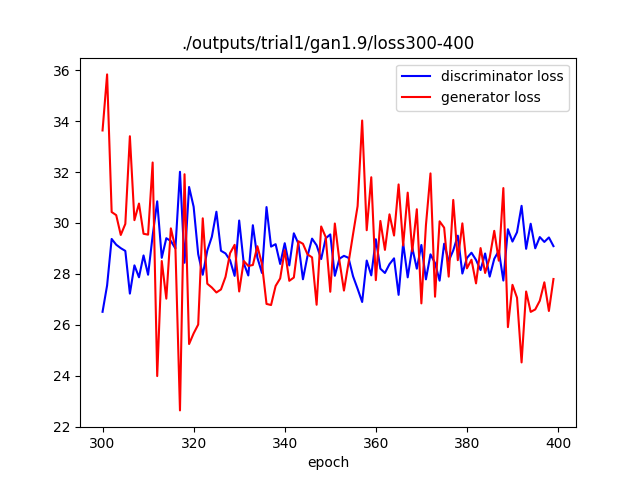 ./outputs/trial1/gan1.9/loss300-400
discriminator loss
generator loss
36
34
32
30
28
26
24
22
300 320 340 360 380 400
epoch